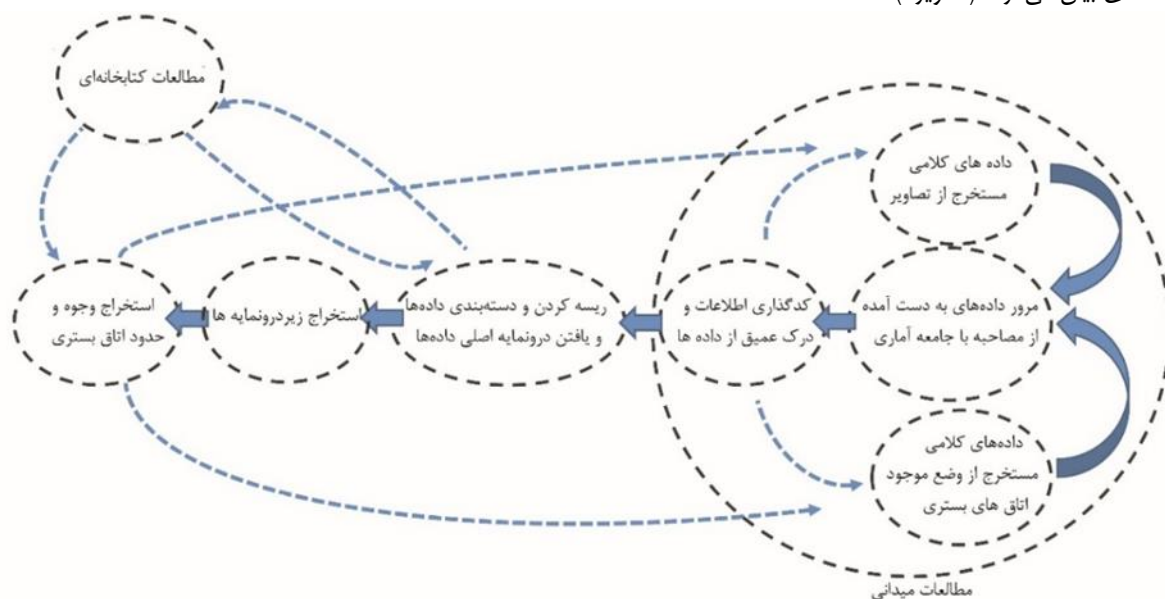 مطالعات کتابخانه‌ای
داده های کلامی
مستخرج از تصاویر
مرور داده‌های به دست آمده
از مصاحبه با جامعه آماری
کدگذاری اطلاعات و
درک عمیق از داده ها
ریسه کردن و دسته‌بندی داده‌ها
و یافتن درونمایه اصلی داده‌ها
استخراج زیردرونمایه ها
استخراج وجوه و
حدود اتاق بستری
داده‌های کلامی
مستخرج از وضع موجود
اتاق های بستری
مطالعات میدانی